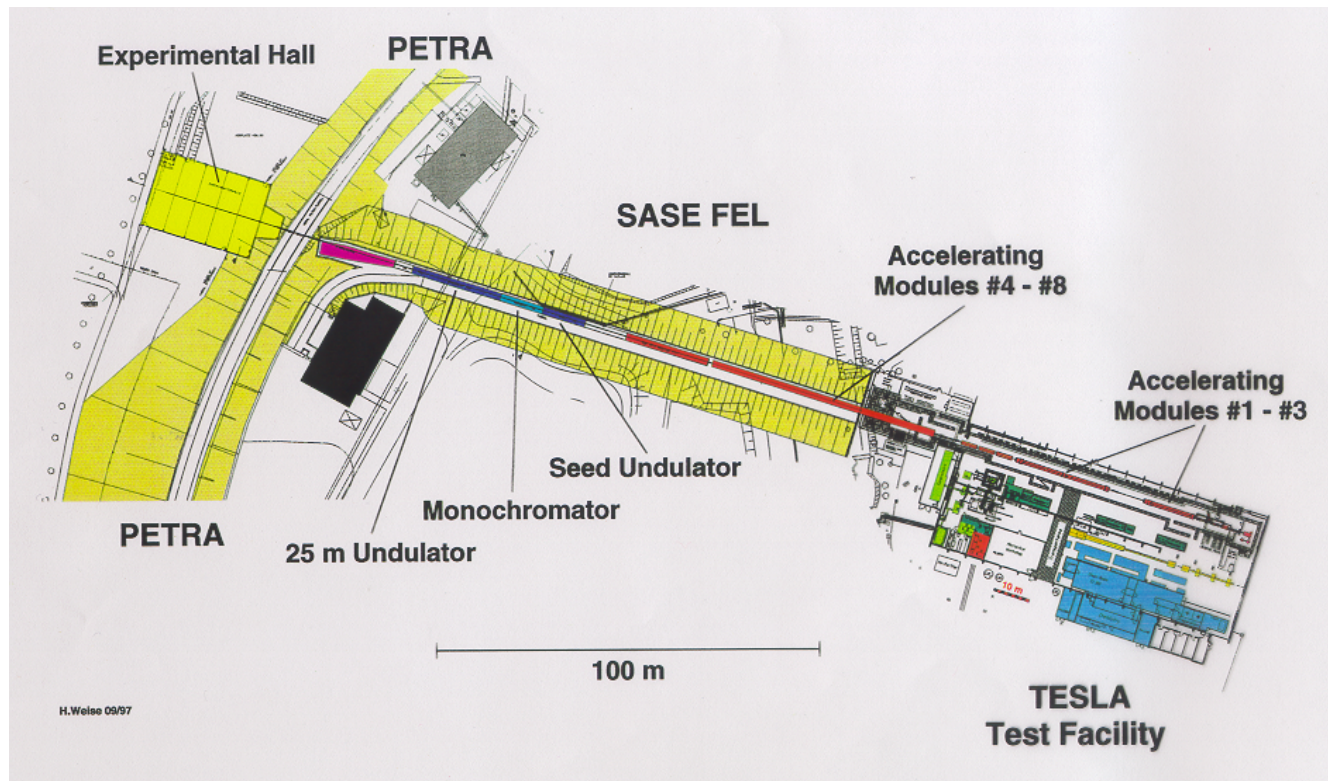 PETRA
Experimental Hall
SASE FEL
Accelerating
Modules #4 - #8
Accelerating
Modules #1 - #3
Seed Undulator
Monochromator
PETRA
25 m Undulator
10 m
100 m
TESLA
Test Facility
H.Weise 09/97